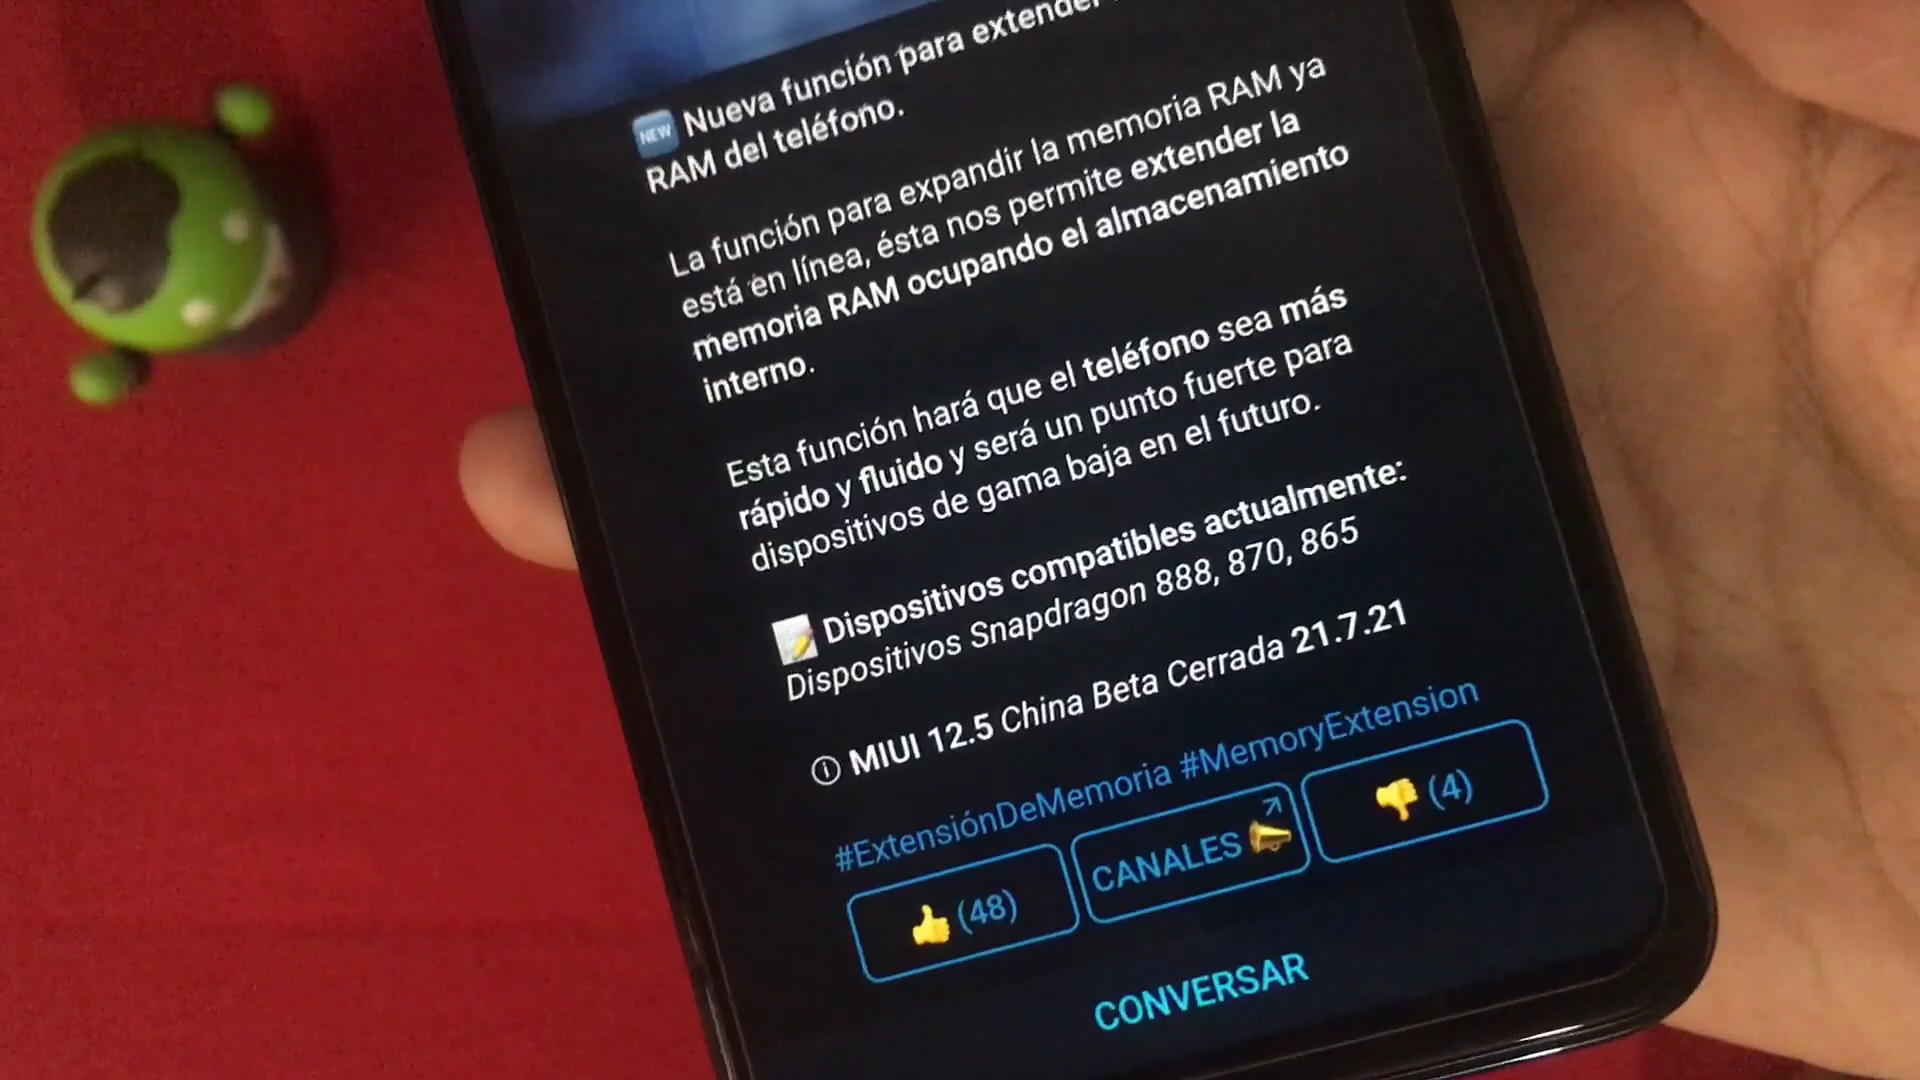 🆕 Nueva función para extender
RAM del teléfono.
La función para expandir la memoria RAM ya
está en línea, ésta nos permite extender la
memoria RAM ocupando el almacenamiento
interno.
Esta función hará que el teléfono sea más
rápido y fluido y será un punto fuerte para
dispositivos de gama baja en el futuro.
📝 Dispositivos compatibles actualmente:
Dispositivos Snapdragon 888, 870, 865
ⓘ MIUI 12.5 China Beta Cerrada 21.7.21
#ExtensiónDeMemoria #MemoryExtension
👍 (48)
CANALES 📣
👎 (4)
CONVERSAR